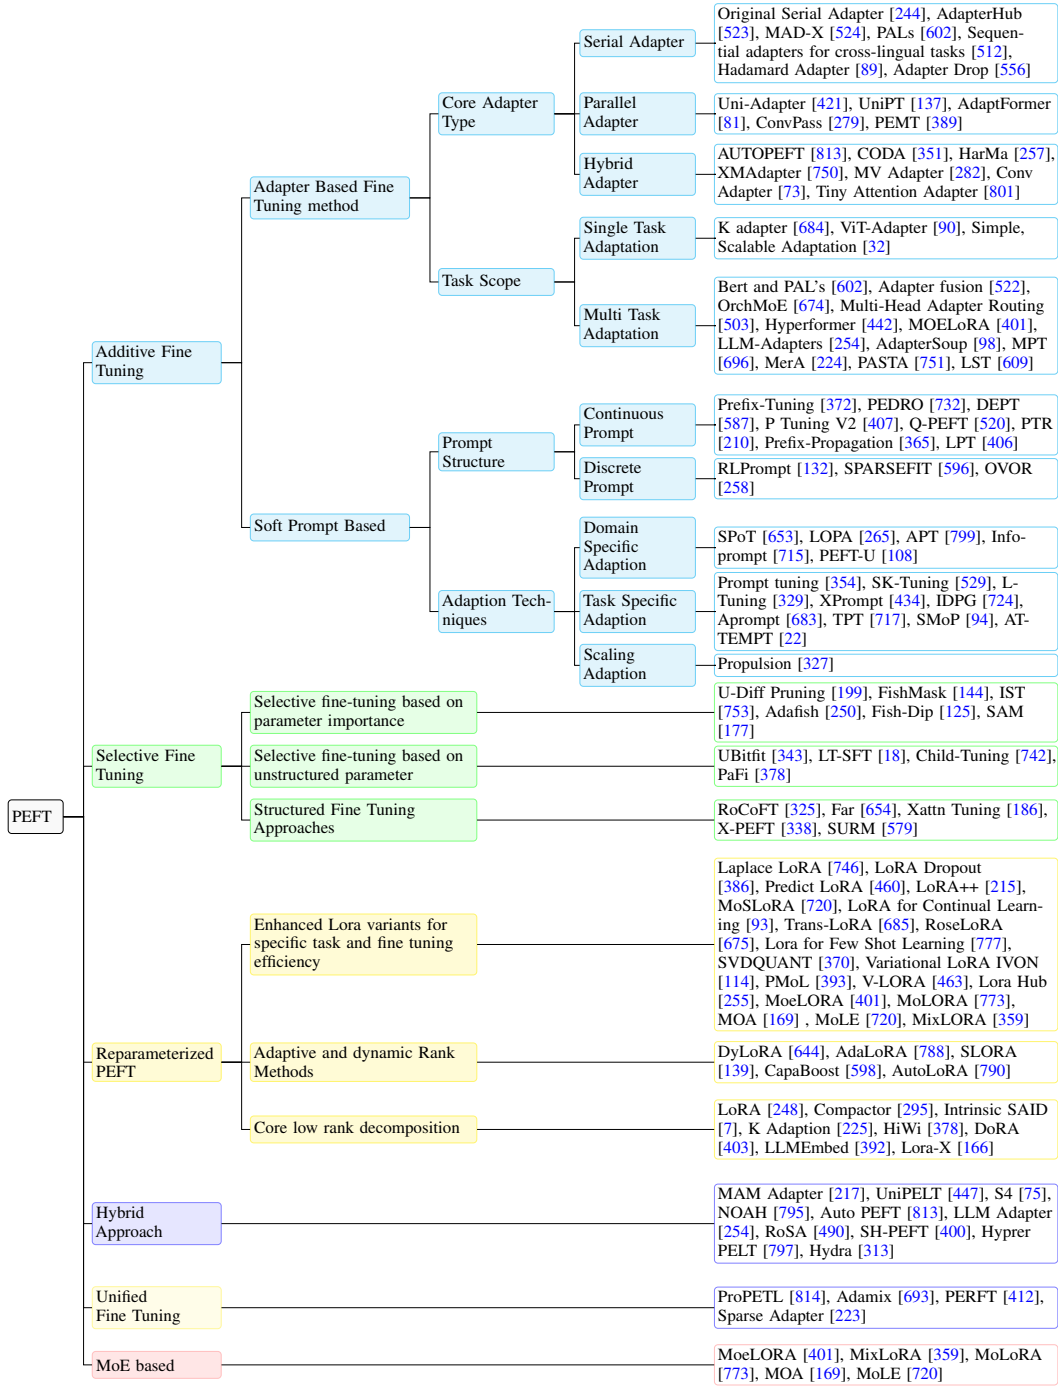 PEFT
Additive Fine
Tuning
Adapter Based Fine
Tuning method
Core Adapter
Type
Serial Adapter
Original Serial Adapter [244], AdapterHub
[523], MAD-X [524], PALs [602], Sequen-
tial adapters for cross-lingual tasks [512],
Hadamard Adapter [89], Adapter Drop [556]
Parallel
Adapter
Uni-Adapter [421], UniPT [137], AdaptFormer
[81], ConvPass [279], PEMT [389]
Hybrid
Adapter
AUTOPEFT [813], CODA [351], HarMa [257],
XMAdapter [750], MV Adapter [282], Conv
Adapter [73], Tiny Attention Adapter [801]
Task Scope
Single Task
Adaptation
K adapter [684], ViT-Adapter [90], Simple,
Scalable Adaptation [32]
Multi Task
Adaptation
Bert and PAL's [602], Adapter fusion [522],
OrchMoE [674], Multi-Head Adapter Routing
[503], Hyperformer [442], MOELoRA [401],
LLM-Adapters [254], AdapterSoup [98], MPT
[696], MerA [224], PASTA [751], LST [609]
Soft Prompt Based
Prompt
Structure
Continuous
Prompt
Prefix-Tuning [372], PEDRO [732], DEPT
[587], P Tuning V2 [407], Q-PEFT [520], PTR
[210], Prefix-Propagation [365], LPT [406]
Discrete
Prompt
RLPrompt [132], SPARSEFIT [596], OVOR
[258]
Adaption Tech-
niques
Domain
Specific
Adaption
SPoT [653], LOPA [265], APT [799], Info-
prompt [715], PEFT-U [108]
Task Specific
Adaption
Prompt tuning [354], SK-Tuning [529], L-
Tuning [329], XPrompt [434], IDPG [724],
Aprompt [683], TPT [717], SMoP [94], AT-
TEMPT [22]
Scaling
Adaption
Propulsion [327]
Selective Fine
Tuning
Selective fine-tuning based on
parameter importance
U-Diff Pruning [199], FishMask [144], IST
[753], Adafish [250], Fish-Dip [125], SAM
[177]
Selective fine-tuning based on
unstructured parameter
UBitfit [343], LT-SFT [18], Child-Tuning [742],
PaFi [378]
Structured Fine Tuning
Approaches
RoCoFT [325], Far [654], Xattn Tuning [186],
X-PEFT [338], SURM [579]
Reparameterized
PEFT
Enhanced Lora variants for
specific task and fine tuning
efficiency
Laplace LoRA [746], LoRA Dropout
[386], Predict LoRA [460], LoRA++ [215],
MoSLoRA [720], LoRA for Continual Learn-
ing [93], Trans-LoRA [685], RoseLoRA
[675], Lora for Few Shot Learning [777],
SVDQUANT [370], Variational LoRA IVON
[114], PMoL [393], V-LORA [463], Lora Hub
[255], MoeLORA [401], MoLORA [773],
MOA [169] , MoLE [720], MixLORA [359]
Adaptive and dynamic Rank
Methods
DyLoRA [644], AdaLoRA [788], SLORA
[139], CapaBoost [598], AutoLoRA [790]
Core low rank decomposition
LoRA [248], Compactor [295], Intrinsic SAID
[7], K Adaption [225], HiWi [378], DoRA
[403], LLMEmbed [392], Lora-X [166]
Hybrid
Approach
MAM Adapter [217], UniPELT [447], S4 [75],
NOAH [795], Auto PEFT [813], LLM Adapter
[254], RoSA [490], SH-PEFT [400], Hyprer
PELT [797], Hydra [313]
Unified
Fine Tuning
ProPETL [814], Adamix [693], PERFT [412],
Sparse Adapter [223]
MoE based
MoeLORA [401], MixLoRA [359], MoLoRA
[773], MOA [169], MoLE [720]